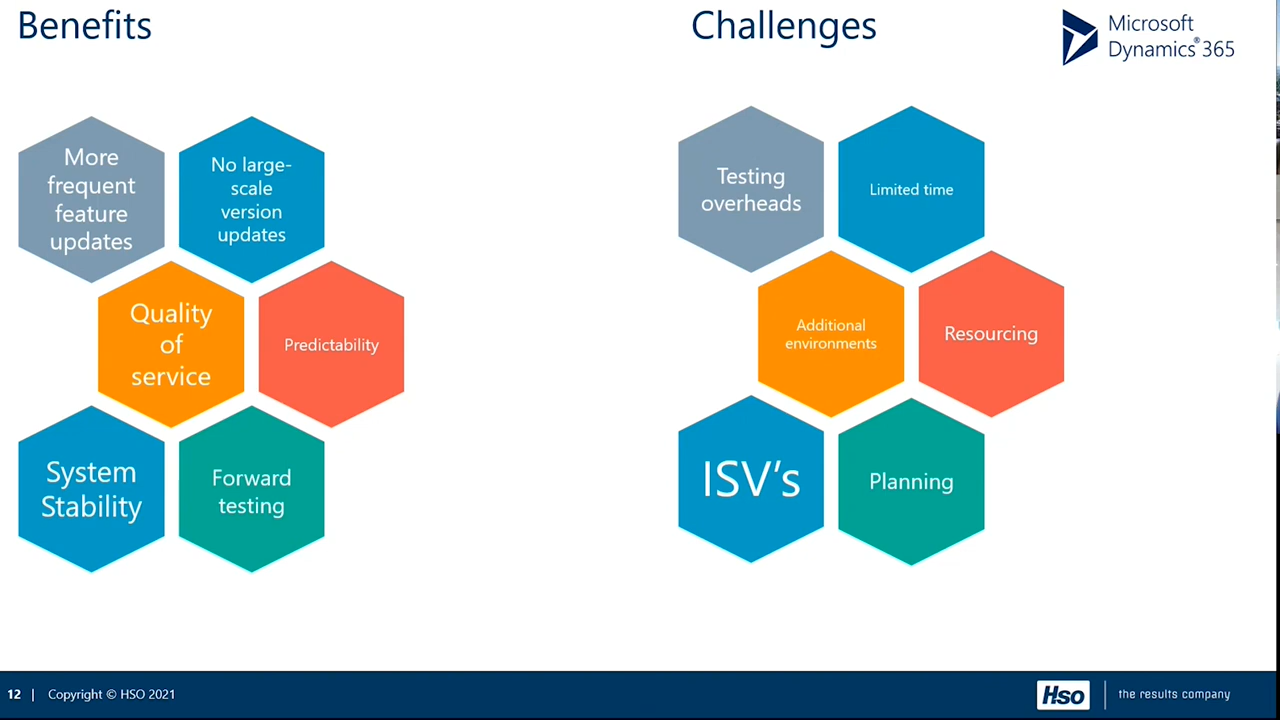 Benefits
Challenges
Microsoft
Dynamics® 365
More
frequent
feature
updates
No large-
scale
version
updates
Quality
of
service
Predictability
System
Stability
Forward
testing
Testing
overheads
Limited time
Additional
environments
Resourcing
ISV's
Planning
12 | Copyright © HSO 2021
Hso | the results company